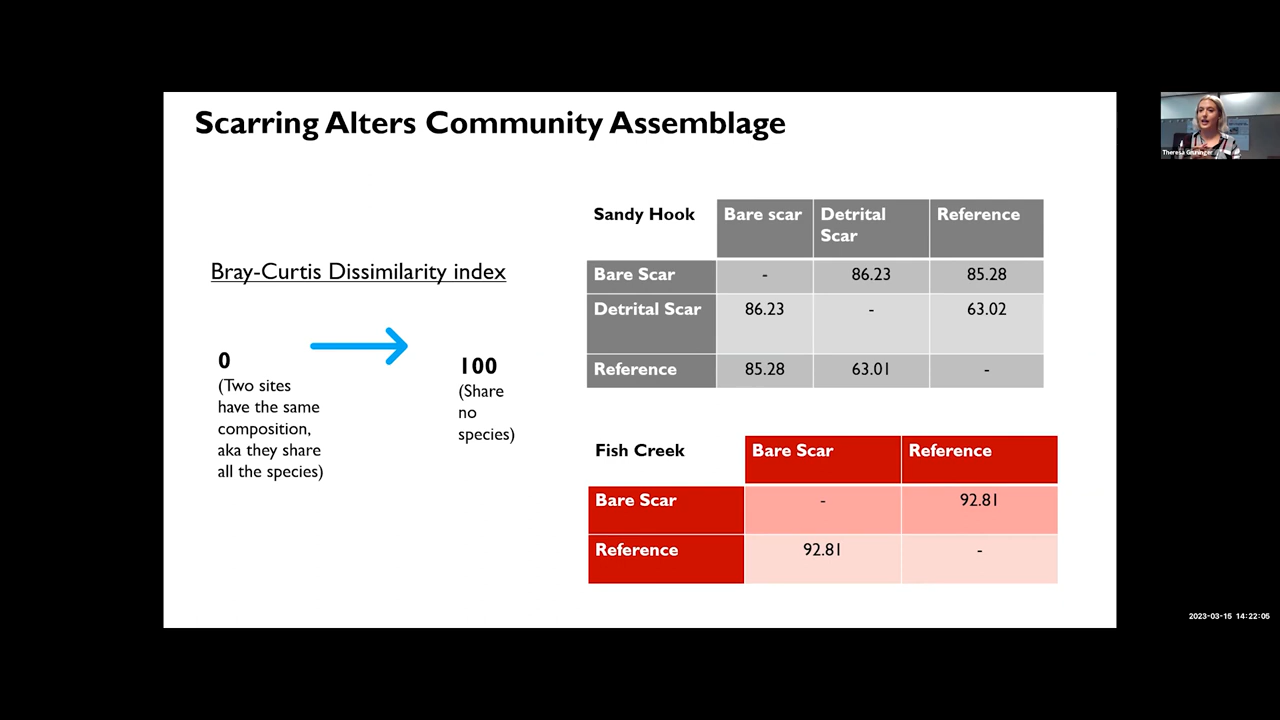 Scarring Alters Community Assemblage
Bray-Curtis Dissimilarity index
0
(Two sites
have the same
composition,
aka they share
all the species)
100
(Share
no
species)
Sandy Hook Bare scar Detrital Scar Reference
Bare Scar - 86.23 85.28
Detrital Scar 86.23 - 63.02
Reference 85.28 63.01 -
Fish Creek Bare Scar Reference
Bare Scar - 92.81
Reference 92.81 -
2023-03-15 14:22:05